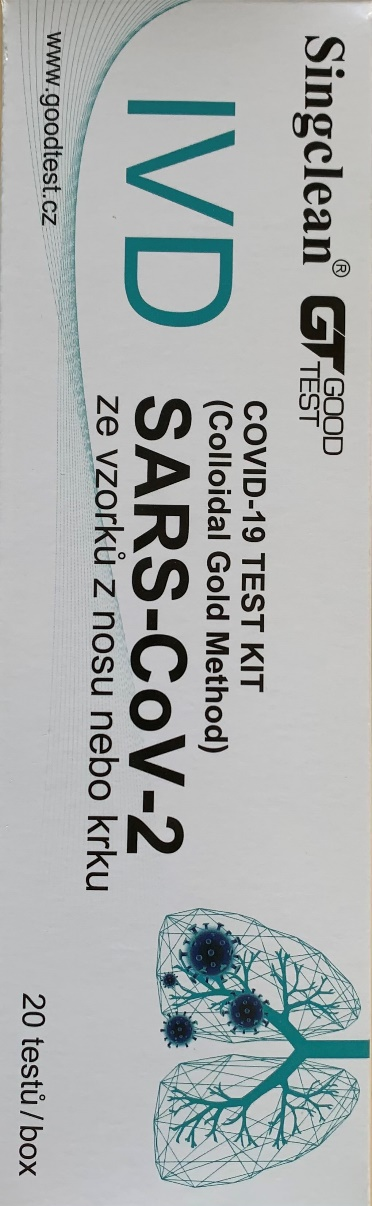 Singclean®
GT GOOD
TEST
IVD
COVID-19 TEST KIT
(Colloidal Gold Method)
SARS-CoV-2
ze vzorků z nosu nebo krku
www.goodtest.cz
20 testů / box